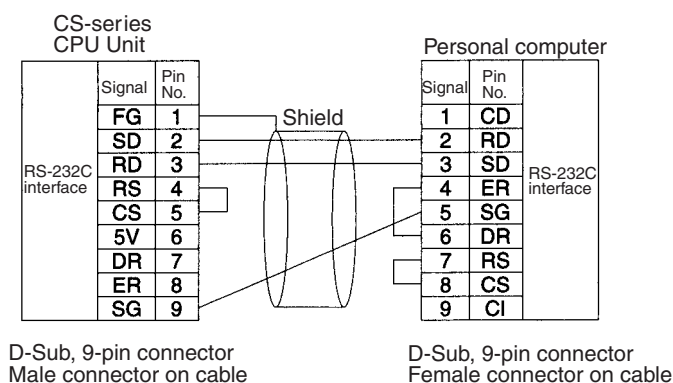 CS-series
CPU Unit
Personal computer
Signal Pin No.
FG 1
SD 2
RD 3
RS 4
CS 5
5V 6
DR 7
ER 8
SG 9
RS-232C
interface
Shield
Signal Pin No.
1 CD
2 RD
3 SD
4 ER
5 SG
6 DR
7 RS
8 CS
9 CI
RS-232C
interface
D-Sub, 9-pin connector
Male connector on cable
D-Sub, 9-pin connector
Female connector on cable